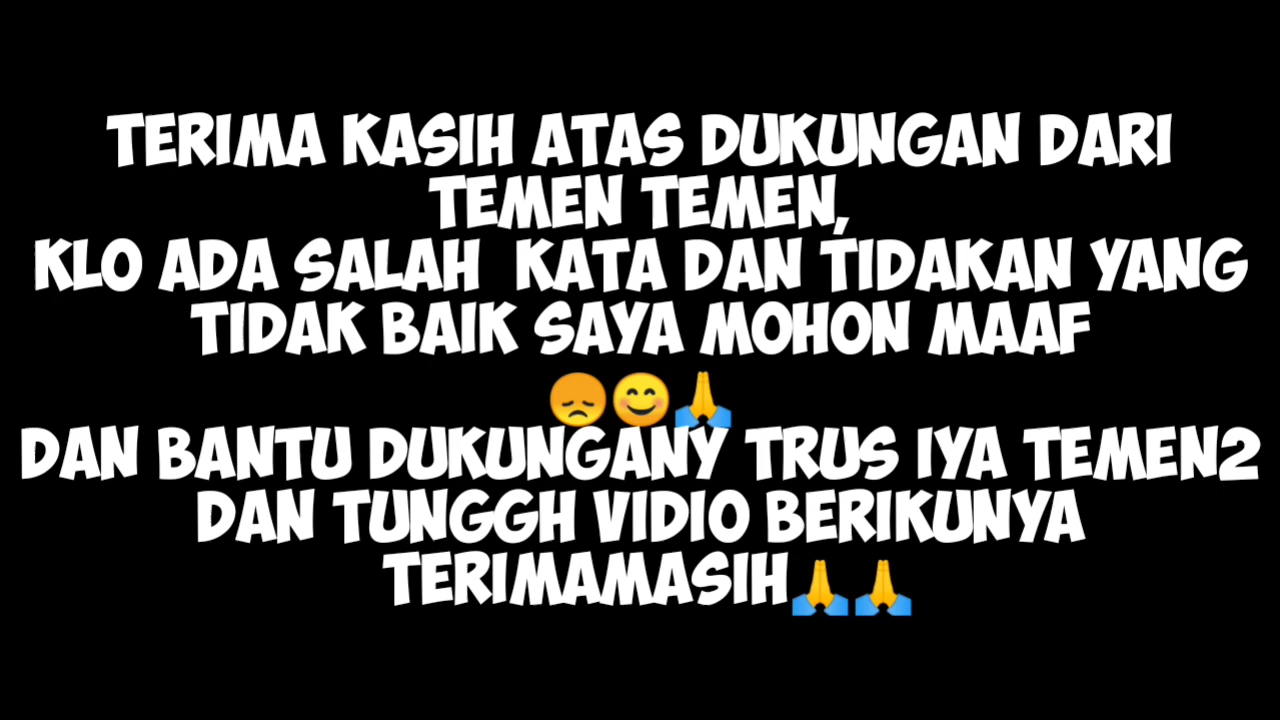 TERIMA KASIH ATAS DUKUNGAN DARI
TEMEN TEMEN,
KLO ADA SALAH KATA DAN TIDAKAN YANG
TIDAK BAIK SAYA MOHON MAAF
😞😊🙏
DAN BANTU DUKUNGANY TRUS IYA TEMEN2
DAN TUNGGH VIDIO BERIKUNYA
TERIMAMASIH🙏🙏